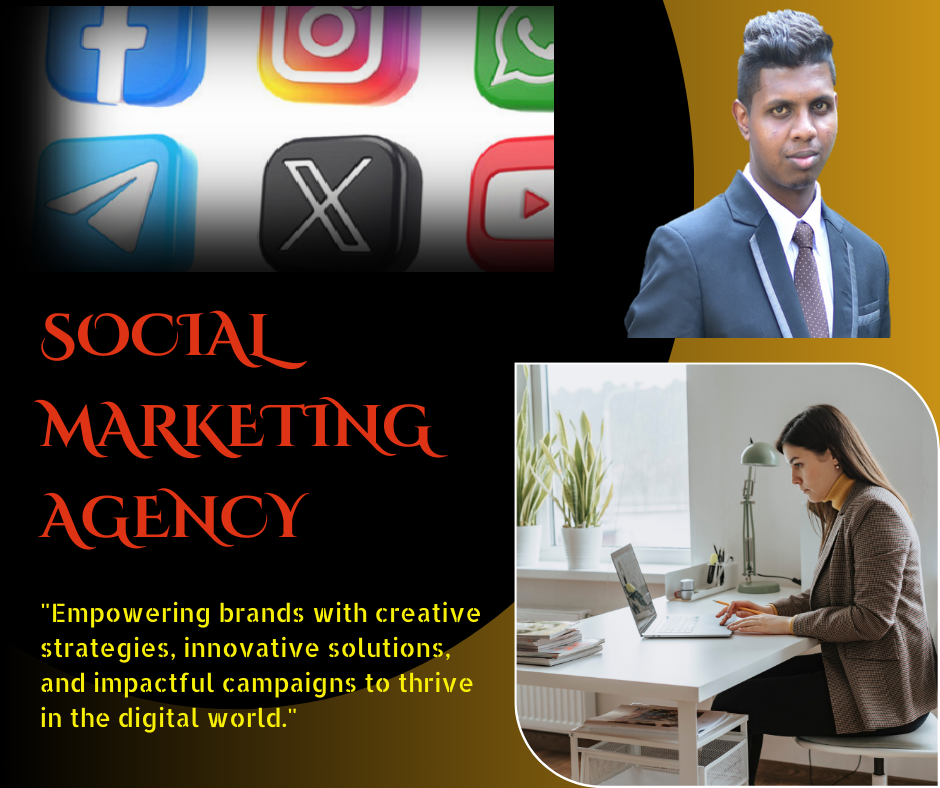 SOCIAL
MARKETING
AGENCY
"Empowering brands with creative
strategies, innovative solutions,
and impactful campaigns to thrive
in the digital world."